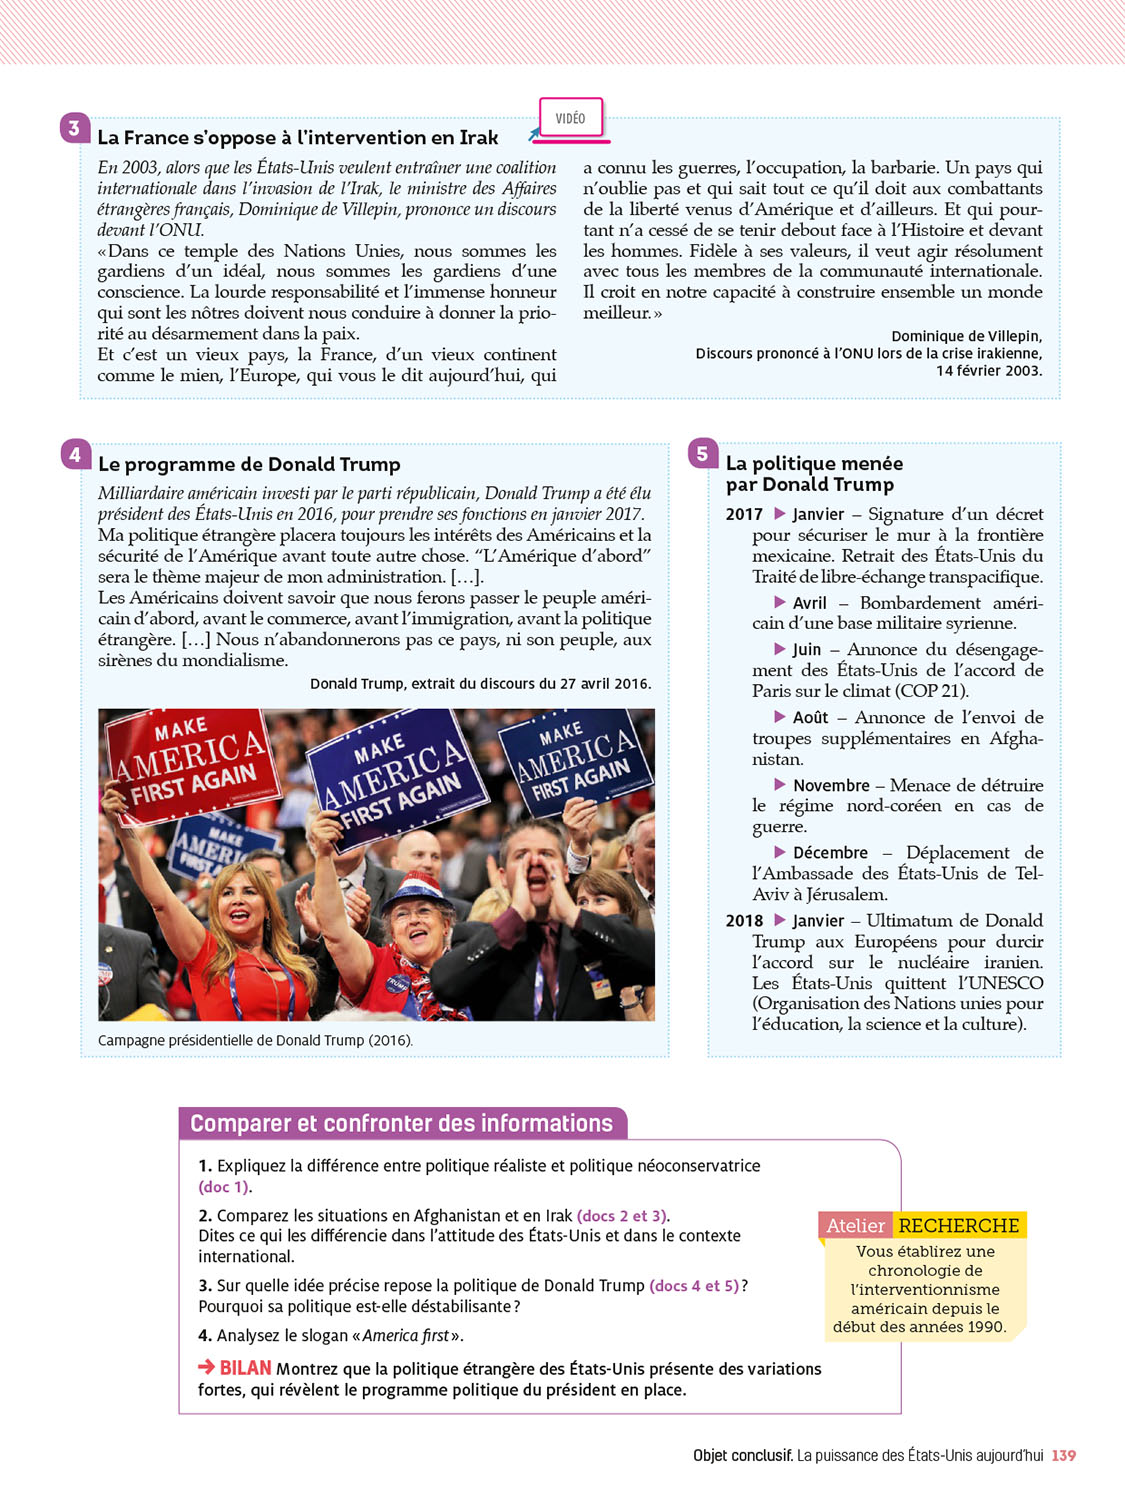 3
La France s'oppose à l'intervention en Irak
VIDÉO
En 2003, alors que les États-Unis veulent entraîner une coalition
internationale dans l'invasion de l'Irak, le ministre des Affaires
étrangères français, Dominique de Villepin, prononce un discours
devant l'ONU.
«Dans ce temple des Nations Unies, nous sommes les
gardiens d'un idéal, nous sommes les gardiens d'une
conscience. La lourde responsabilité et l'immense honneur
qui sont les nôtres doivent nous conduire à donner la prio-
rité au désarmement dans la paix.
Et c'est un vieux pays, la France, d'un vieux continent
comme le mien, l'Europe, qui vous le dit aujourd'hui, qui
a connu les guerres, l'occupation, la barbarie. Un pays qui
n'oublie pas et qui sait tout ce qu'il doit aux combattants
de la liberté venus d'Amérique et d'ailleurs. Et qui pour-
tant n'a cessé de se tenir debout face à l'Histoire et devant
les hommes. Fidèle à ses valeurs, il veut agir résolument
avec tous les membres de la communauté internationale.
Il croit en notre capacité à construire ensemble un monde
meilleur.»
Dominique de Villepin,
Discours prononcé à l'ONU lors de la crise irakienne,
14 février 2003.
4
Le programme de Donald Trump
Milliardaire américain investi par le parti républicain, Donald Trump a été élu
président des États-Unis en 2016, pour prendre ses fonctions en janvier 2017.
Ma politique étrangère placera toujours les intérêts des Américains et la
sécurité de l'Amérique avant toute autre chose. "L'Amérique d'abord"
sera le thème majeur de mon administration. […].
Les Américains doivent savoir que nous ferons passer le peuple améri-
cain d'abord, avant le commerce, avant l'immigration, avant la politique
étrangère. […] Nous n'abandonnerons pas ce pays, ni son peuple, aux
sirènes du mondialisme.
Donald Trump, extrait du discours du 27 avril 2016.
MAKE
AMERICA
FIRST AGAIN
MAKE
AMERICA
FIRST AGAIN
MAKE
AMERICA
FIRST AGAIN
MAKE
AMERI
TRUMP
Campagne présidentielle de Donald Trump (2016).
5
La politique menée
par Donald Trump
2017 ▶ Janvier – Signature d'un décret
pour sécuriser le mur à la frontière
mexicaine. Retrait des États-Unis du
Traité de libre-échange transpacifique.
▶ Avril – Bombardement améri-
cain d'une base militaire syrienne.
▶ Juin – Annonce du désengage-
ment des États-Unis de l'accord de
Paris sur le climat (COP 21).
▶ Août – Annonce de l'envoi de
troupes supplémentaires en Afgha-
nistan.
▶ Novembre – Menace de détruire
le régime nord-coréen en cas de
guerre.
▶ Décembre – Déplacement de
l'Ambassade des États-Unis de Tel-
Aviv à Jérusalem.
2018 ▶ Janvier – Ultimatum de Donald
Trump aux Européens pour durcir
l'accord sur le nucléaire iranien.
Les États-Unis quittent l'UNESCO
(Organisation des Nations unies pour
l'éducation, la science et la culture).
Comparer et confronter des informations
1. Expliquez la différence entre politique réaliste et politique néoconservatrice
(doc 1).
2. Comparez les situations en Afghanistan et en Irak (docs 2 et 3).
Dites ce qui les différencie dans l'attitude des États-Unis et dans le contexte
international.
3. Sur quelle idée précise repose la politique de Donald Trump (docs 4 et 5)?
Pourquoi sa politique est-elle déstabilisante?
4. Analysez le slogan «America first».
➔ BILAN Montrez que la politique étrangère des États-Unis présente des variations
fortes, qui révèlent le programme politique du président en place.
Atelier RECHERCHE
Vous établirez une
chronologie de
l'interventionnisme
américain depuis le
début des années 1990.
Objet conclusif. La puissance des États-Unis aujourd'hui 139